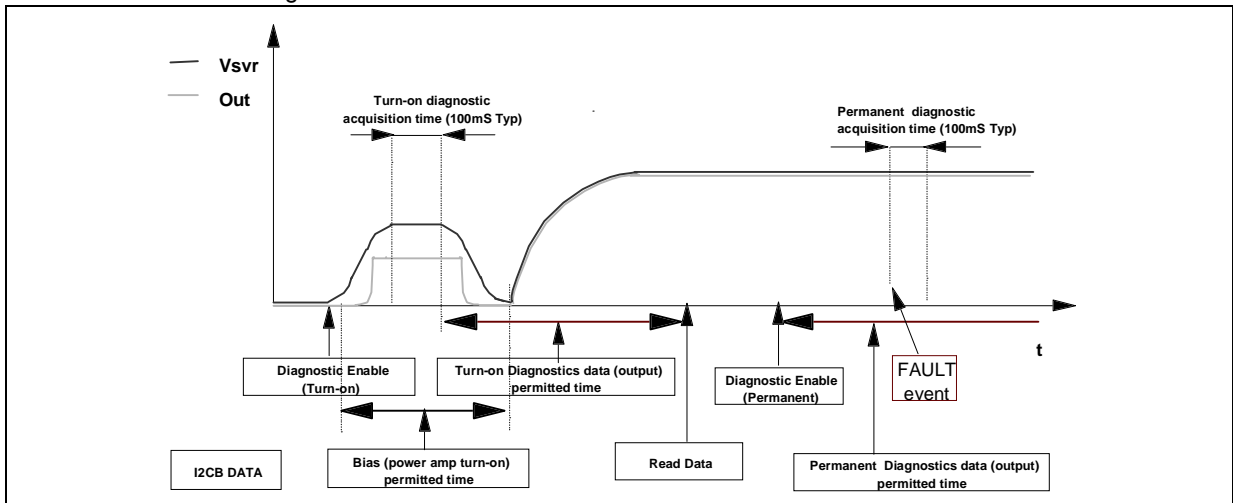 Vsvr
Out
Turn-on diagnostic
acquisition time (100mS Typ)
Permanent diagnostic
acquisition time (100mS Typ)
t
Diagnostic Enable
(Turn-on)
Turn-on Diagnostics data (output)
permitted time
Diagnostic Enable
(Permanent)
FAULT
event
I2CB DATA
Bias (power amp turn-on)
permitted time
Read Data
Permanent Diagnostics data (output)
permitted time